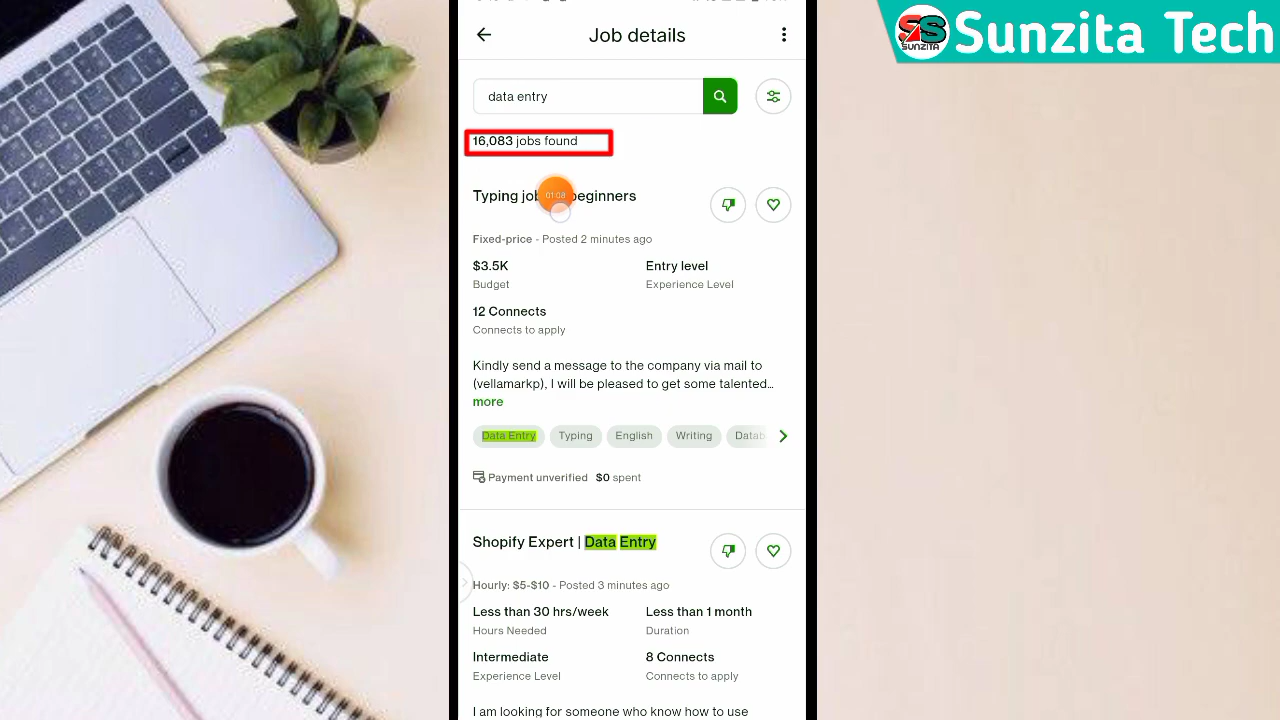 SUNZITA
Sunzita Tech
Job details
data entry
16,083 jobs found
01:08
Fixed-price - Posted 2 minutes ago
$3.5K
Entry level
Budget
Experience Level
12 Connects
Connects to apply
Kindly send a message to the company via mail to
(vellamarkp), I will be pleased to get some talented...
more
Data Entry
Typing
English
Writing
Payment unverified $0 spent
Shopify Expert | Data Entry
Hourly: $5-$10 - Posted 3 minutes ago
Less than 30 hrs/week
Less than 1 month
Hours Needed
Duration
Intermediate
8 Connects
Experience Level
Connects to apply
I am looking for someone who know how to use